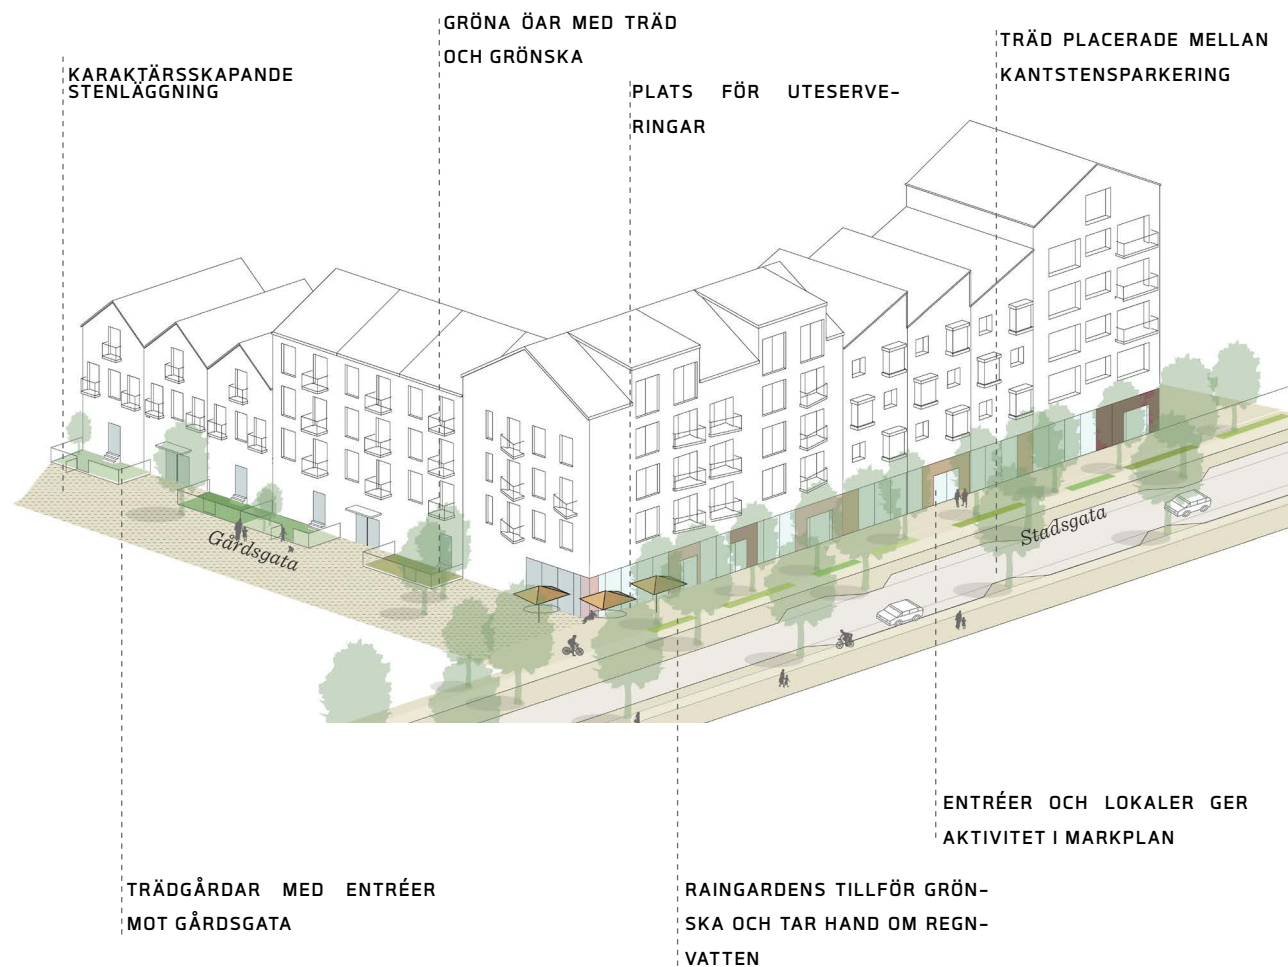 GRÖNA ÖAR MED TRÄD
OCH GRÖNSKA
TRÄD PLACERADE MELLAN
KANTSTENSPARKERING
KARAKTÄRSSKAPANDE
STENLÄGGNING
PLATS FÖR UTESERVE-
RINGAR
Gårdsgata
Stadsgata
ENTRÉER OCH LOKALER GER
AKTIVITET I MARKPLAN
TRÄDGÅRDAR MED ENTRÉER
MOT GÅRDSGATA
RAINGARDENS TILLFÖR GRÖN-
SKA OCH TAR HAND OM REGN-
VATTEN